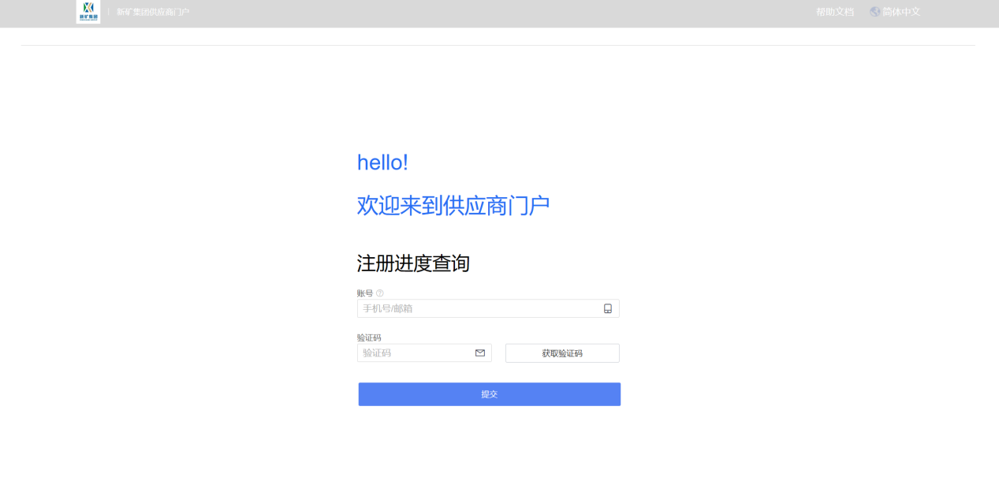 新矿集团
新矿集团供应商门户
帮助文档
简体中文
hello!
欢迎来到供应商门户
注册进度查询
账号
手机号/邮箱
验证码
验证码
获取验证码
提交